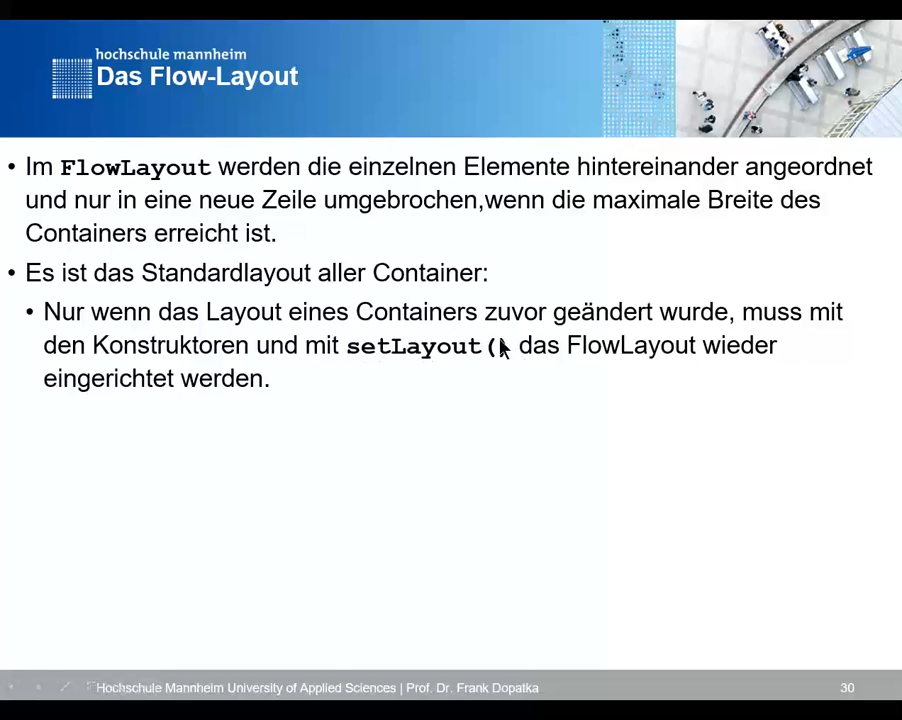 hochschule mannheim
Das Flow-Layout
• Im FlowLayout werden die einzelnen Elemente hintereinander angeordnet
und nur in eine neue Zeile umgebrochen,wenn die maximale Breite des
Containers erreicht ist.
• Es ist das Standardlayout aller Container:
• Nur wenn das Layout eines Containers zuvor geändert wurde, muss mit
den Konstruktoren und mit setLayout( das FlowLayout wieder
eingerichtet werden.
Hochschule Mannheim University of Applied Sciences | Prof. Dr. Frank Dopatka
30